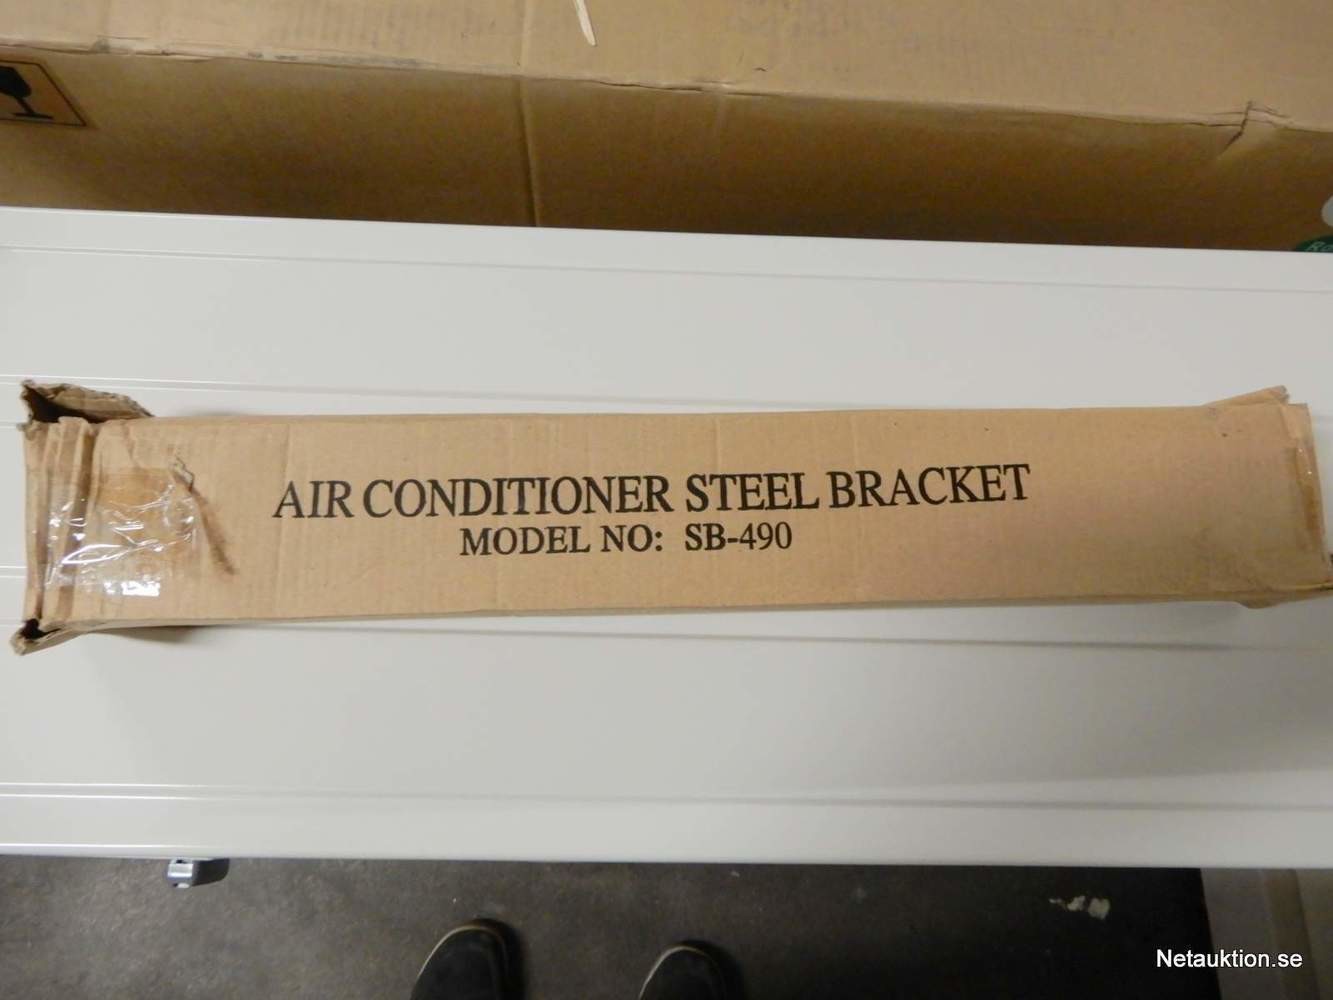 AIR CONDITIONER STEEL BRACKET
MODEL NO: SB-490
Netauktion.se